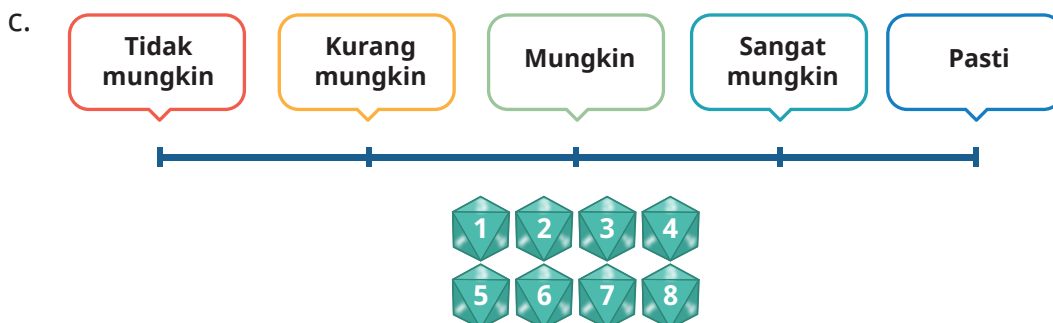 c.
Tidak
mungkin
Kurang
mungkin
Mungkin
Sangat
mungkin
Pasti
1 2 3 4
5 6 7 8